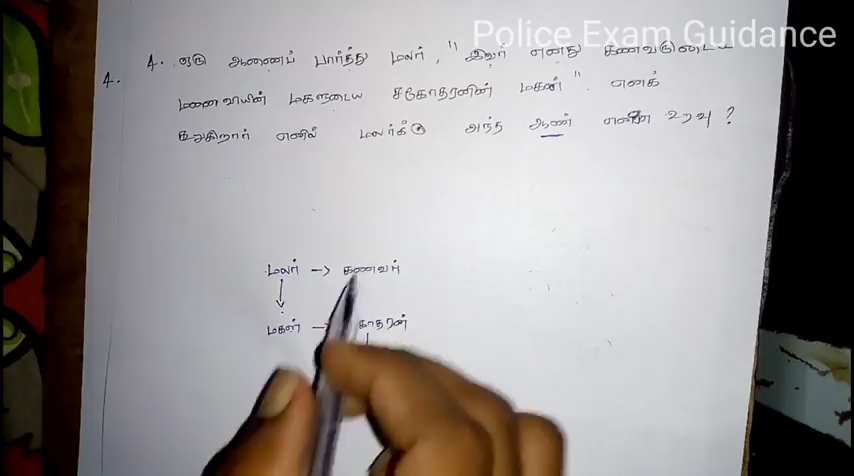 Police Exam Guidance
4. 4. ஒரு ஆணைப் பார்த்து மலர், "இவர் எனது கணவருடைய
மனைவியின் மகளுடைய சகோதரனின் மகன்" எனக்
கூறுகிறார் எனில் மலர்க்கு அந்த ஆண் என்ன உறவு?
மலர் → கணவர்
மகள் → காதரன்